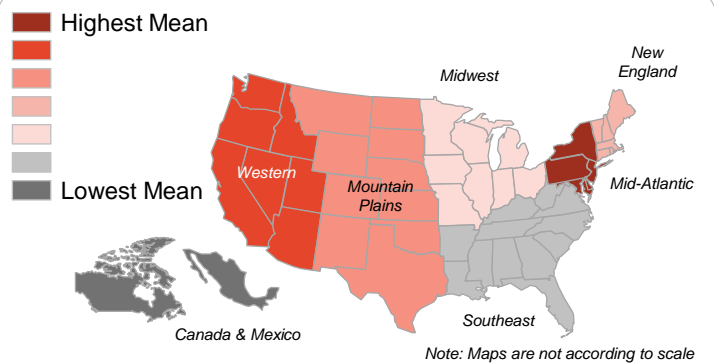 Highest Mean
Lowest Mean
New
England
Midwest
Western
Mountain
Plains
Mid-Atlantic
Southeast
Canada & Mexico
Note: Maps are not according to scale